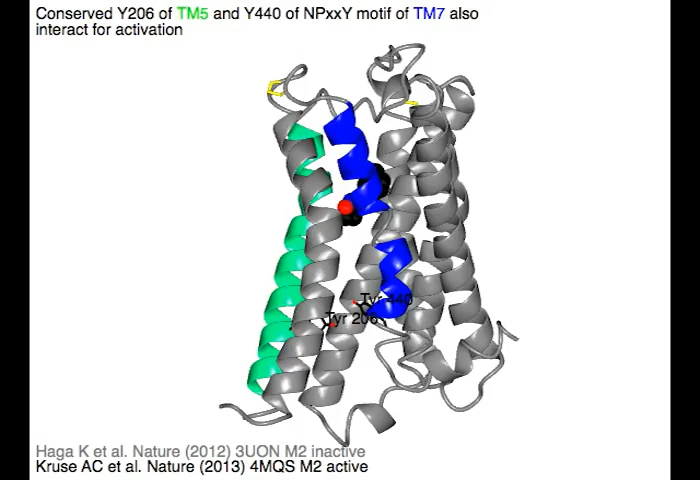 Conserved Y206 of TM5 and Y440 of NPxxY motif of TM7 also
interact for activation
Tyr 440
Tyr 206
Haga K et al. Nature (2012) 3UON M2 inactive
Kruse AC et al. Nature (2013) 4MQS M2 active